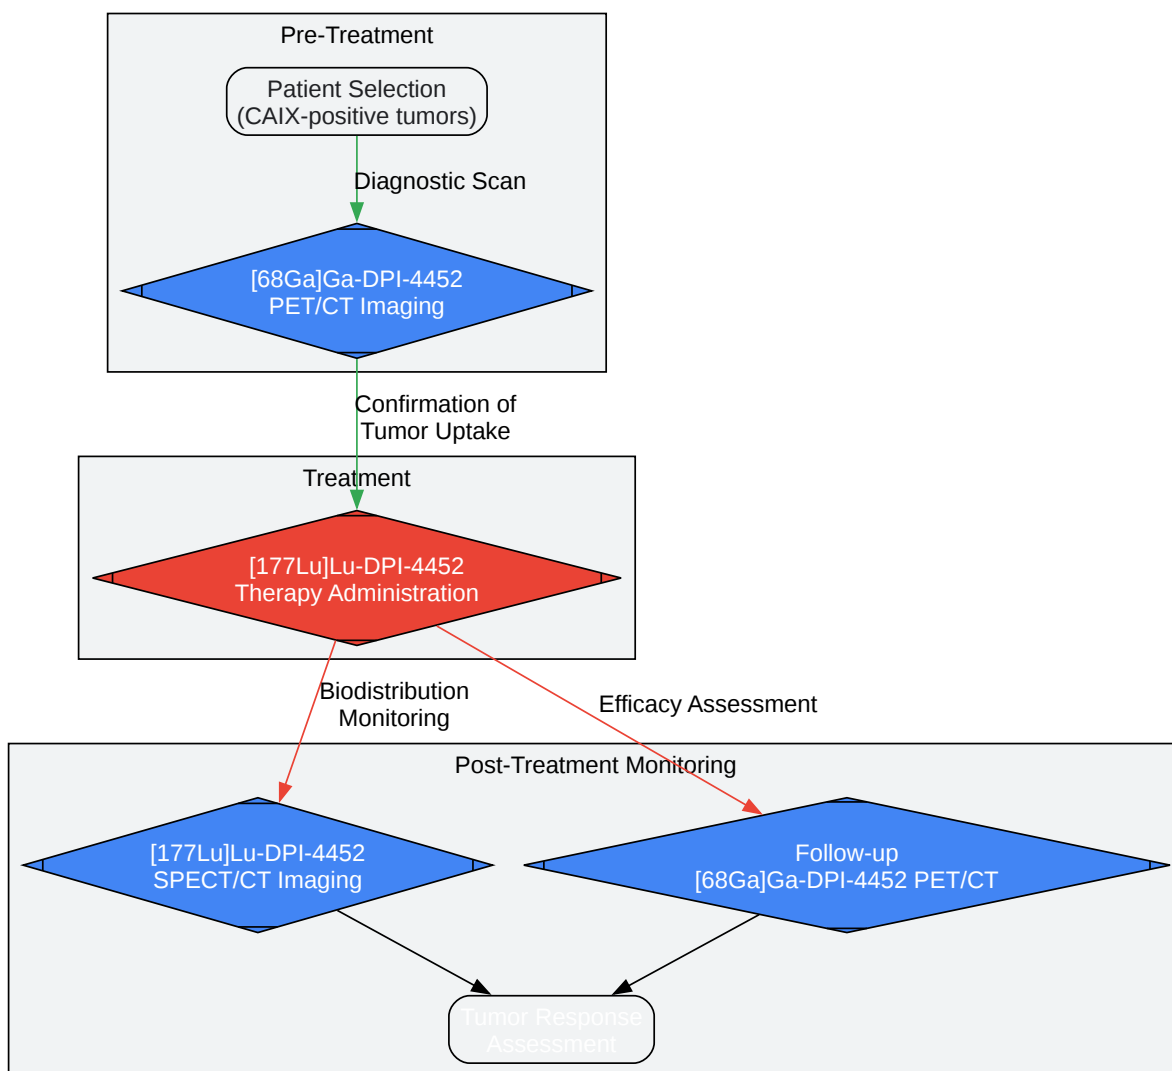 Pre-Treatment
Patient Selection
(CAIX-positive tumors)
Diagnostic Scan
[68Ga]Ga-DPI-4452
PET/CT Imaging
Confirmation of
Tumor Uptake
Treatment
[177Lu]Lu-DPI-4452
Therapy Administration
Biodistribution
Monitoring
Efficacy Assessment
Post-Treatment Monitoring
[177Lu]Lu-DPI-4452
SPECT/CT Imaging
Follow-up
[68Ga]Ga-DPI-4452 PET/CT
Tumor Response
Assessment